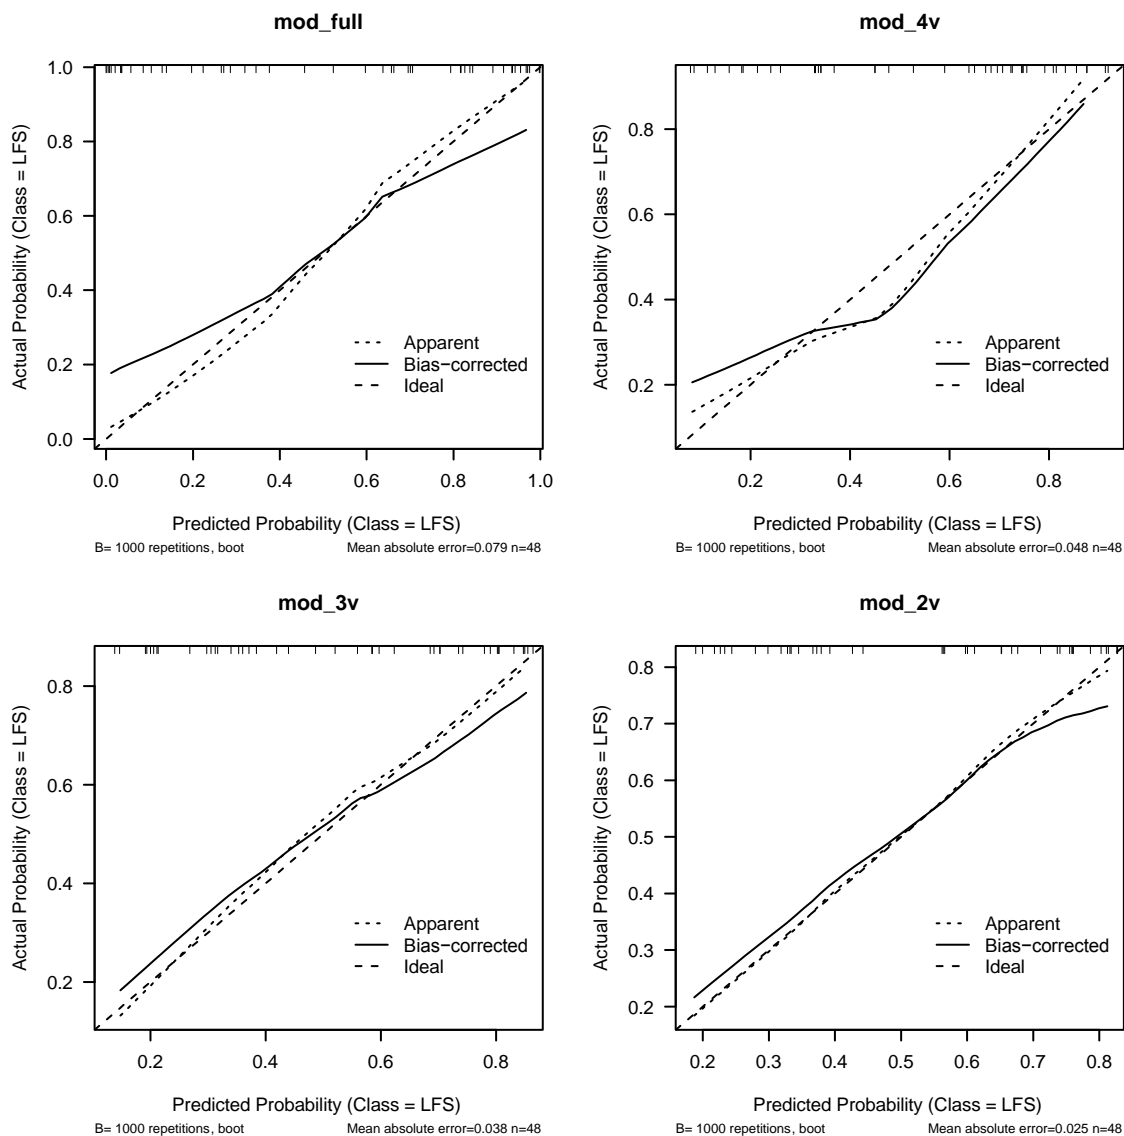 mod_full
Actual Probability (Class = LFS)
1.0
0.8
0.6
0.4
0.2
0.0
Apparent
Bias−corrected
Ideal
0.0 0.2 0.4 0.6 0.8 1.0
Predicted Probability (Class = LFS)
B= 1000 repetitions, boot Mean absolute error=0.079 n=48
mod_4v
Actual Probability (Class = LFS)
0.8
0.6
0.4
0.2
Apparent
Bias−corrected
Ideal
0.2 0.4 0.6 0.8
Predicted Probability (Class = LFS)
B= 1000 repetitions, boot Mean absolute error=0.048 n=48
mod_3v
Actual Probability (Class = LFS)
0.8
0.6
0.4
0.2
Apparent
Bias−corrected
Ideal
0.2 0.4 0.6 0.8
Predicted Probability (Class = LFS)
B= 1000 repetitions, boot Mean absolute error=0.038 n=48
mod_2v
Actual Probability (Class = LFS)
0.8
0.7
0.6
0.5
0.4
0.3
0.2
Apparent
Bias−corrected
Ideal
0.2 0.3 0.4 0.5 0.6 0.7 0.8
Predicted Probability (Class = LFS)
B= 1000 repetitions, boot Mean absolute error=0.025 n=48